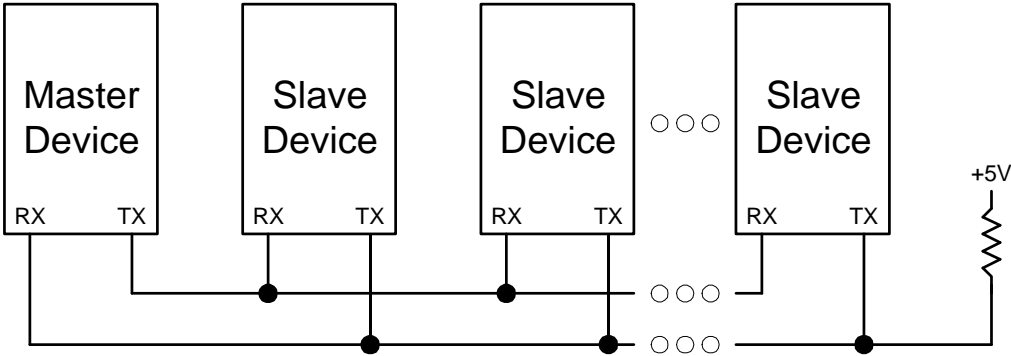 Master
Device
Slave
Device
Slave
Device
Slave
Device
+5V
RX TX
RX TX
RX TX
RX TX